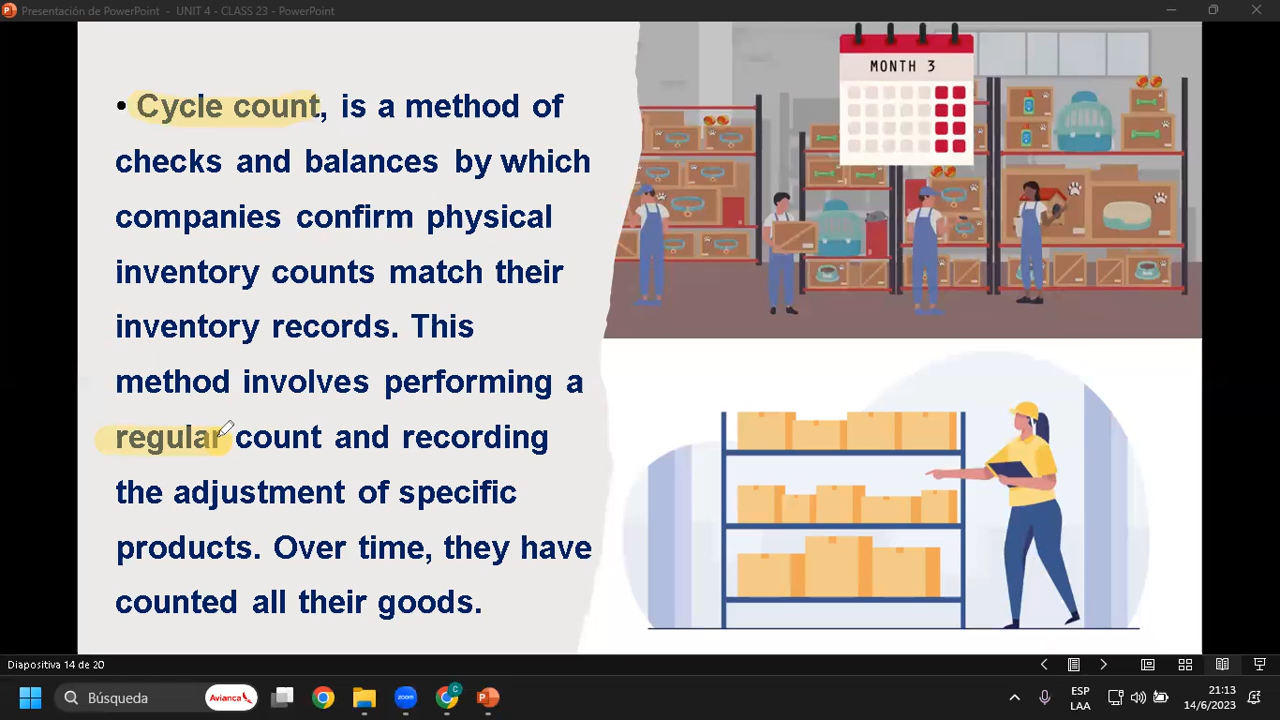 Presentación de PowerPoint - UNIT 4 - CLASS 23 - PowerPoint
• Cycle count, is a method of
checks and balances by which
companies confirm physical
inventory counts match their
inventory records. This
method involves performing a
regular count and recording
the adjustment of specific
products. Over time, they have
counted all their goods.
MONTH 3
Diapositiva 14 de 20
Búsqueda
Avianca
ESP
LAA
21:13
14/6/2023